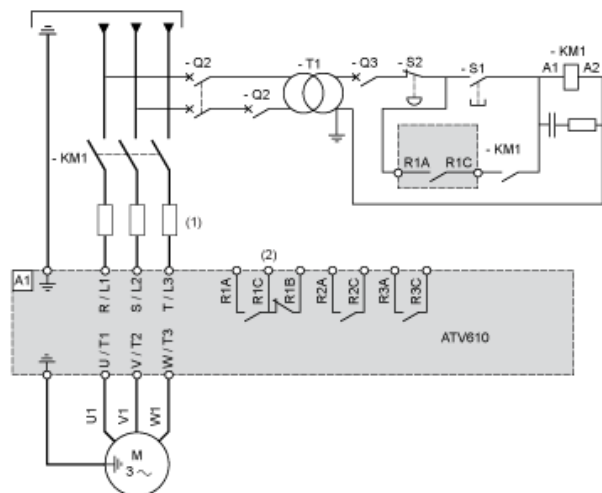 - Q2
- T1
- Q3
- S2
- S1
- KM1
A1
A2
- Q2
- KM1
R1A
R1C
- KM1
(1)
(2)
A1
R / L1
S / L2
T / L3
R1A
R1C
R1B
R2A
R2C
R3A
R3C
ATV610
U / T1
V / T2
W / T3
U1
V1
W1
M
3 ~